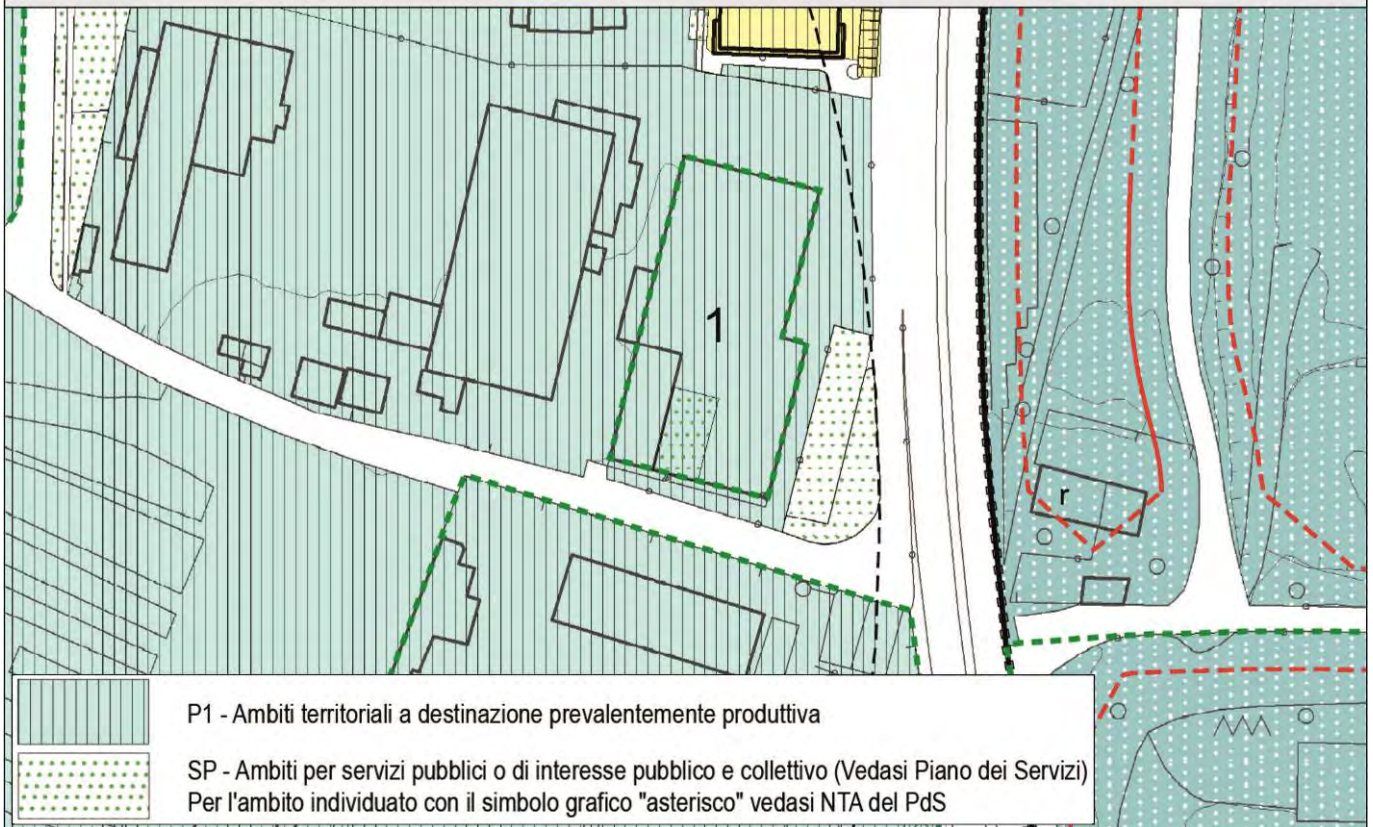 1
r
P1 - Ambiti territoriali a destinazione prevalentemente produttiva
SP - Ambiti per servizi pubblici o di interesse pubblico e collettivo (Vedasi Piano dei Servizi)
Per l'ambito individuato con il simbolo grafico "asterisco" vedasi NTA del PdS